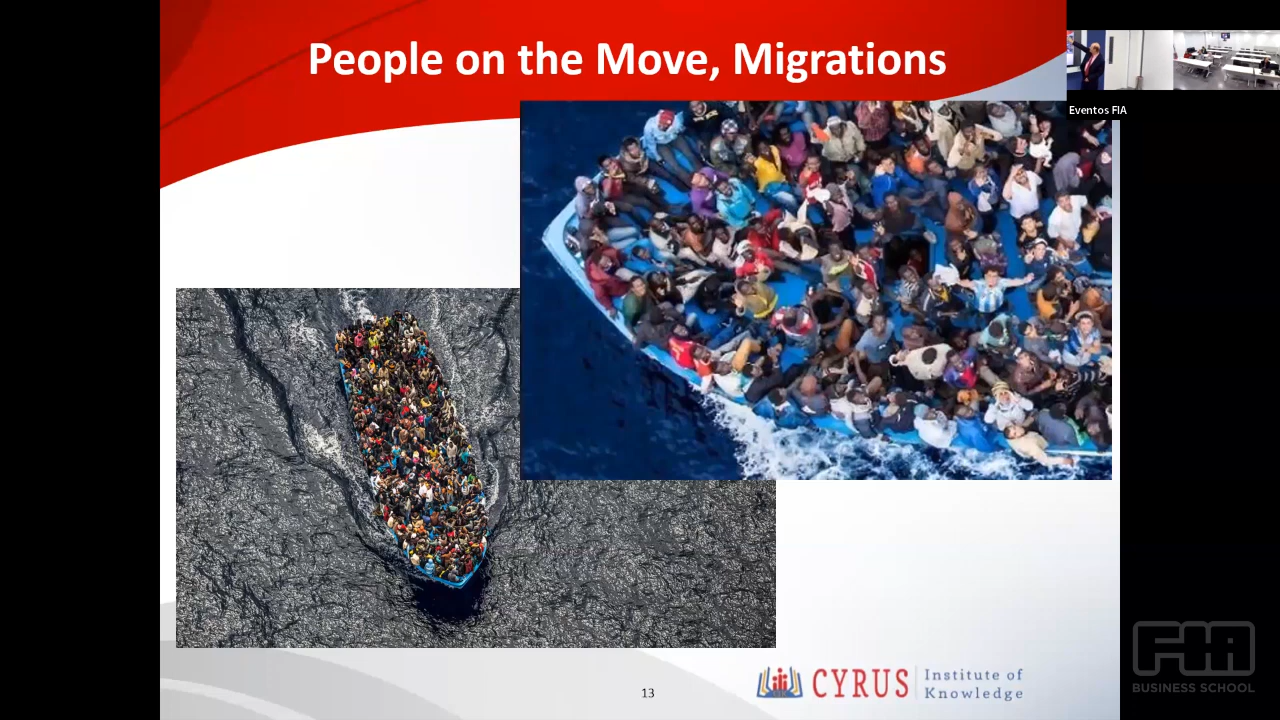 People on the Move, Migrations
Eventos FIA
13
CYRUS
Institute of
Knowledge
FIA
BUSINESS SCHOOL